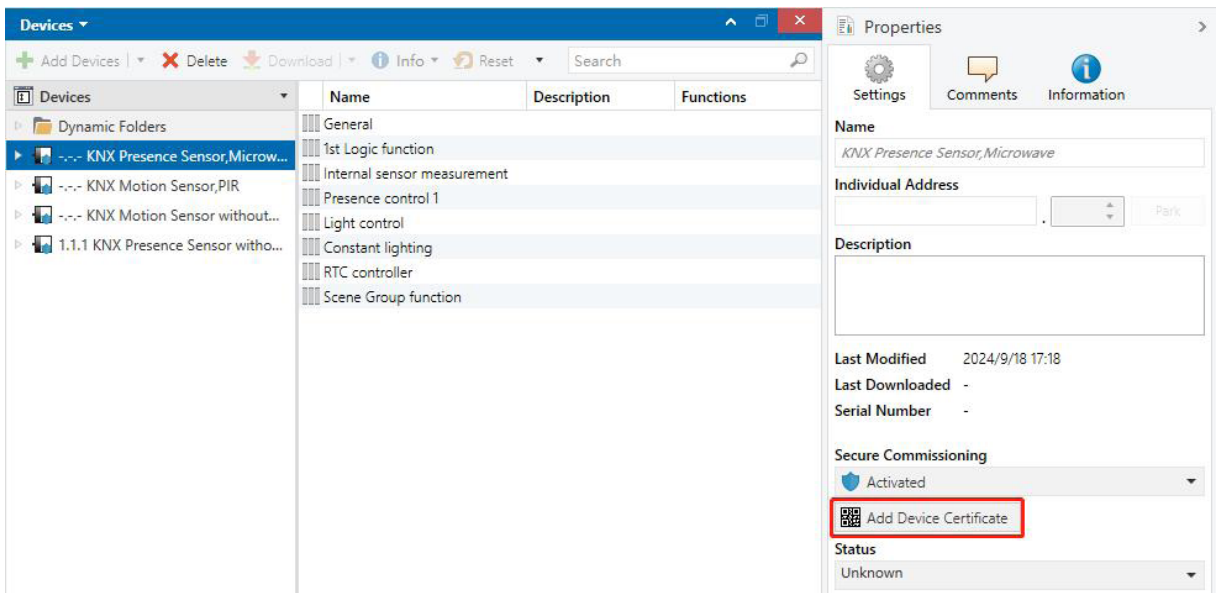 Devices
Add Devices Delete Download Info Reset Search
Devices
Dynamic Folders
-.-.- KNX Presence Sensor,Microw...
-.-.- KNX Motion Sensor,PIR
-.-.- KNX Motion Sensor without...
1.1.1 KNX Presence Sensor witho...
Name Description Functions
General
1st Logic function
Internal sensor measurement
Presence control 1
Light control
Constant lighting
RTC controller
Scene Group function
Properties
Settings Comments Information
Name
KNX Presence Sensor,Microwave
Individual Address
. Park
Description
Last Modified 2024/9/18 17:18
Last Downloaded -
Serial Number -
Secure Commissioning
Activated
Add Device Certificate
Status
Unknown